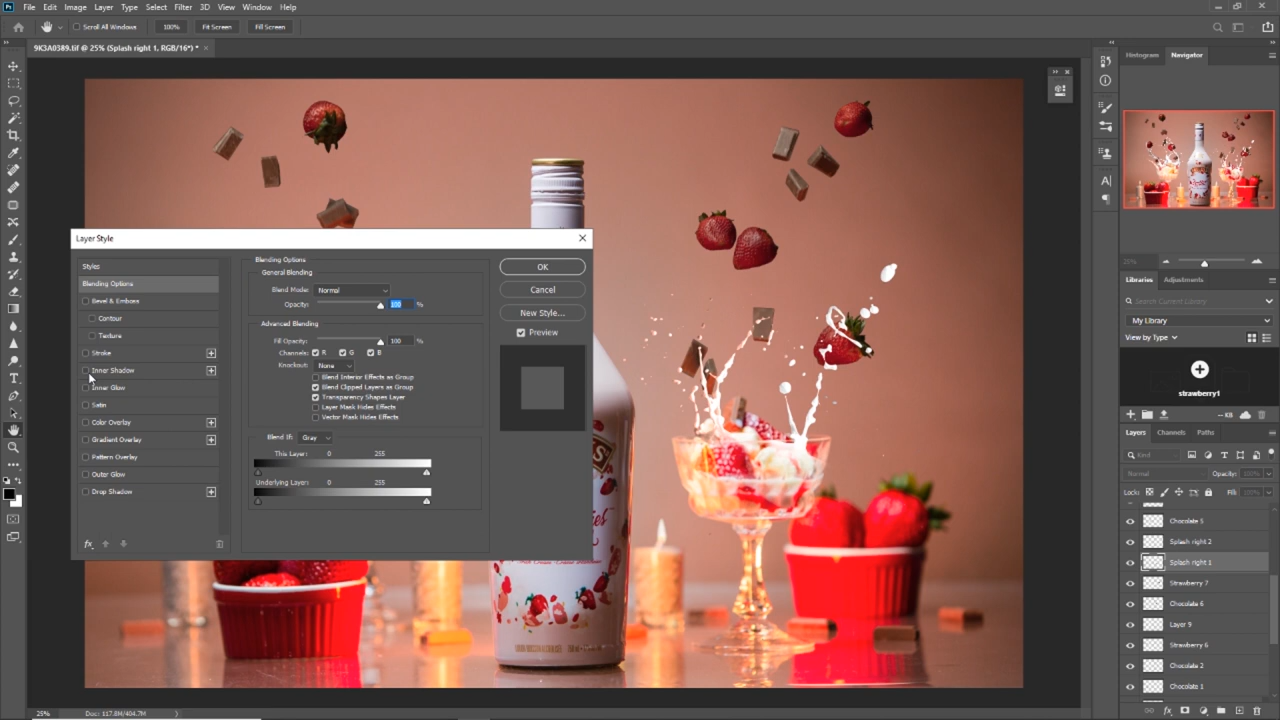 Ps File Edit Image Layer Type Select Filter 3D View Window Help
Scroll All Windows 100% Fit Screen Fill Screen
9K3A0389.tif @ 25% (Splash right 1, RGB/16*) * ×
Histogram Navigator
Layer Style
Styles
Blending Options
Bevel & Emboss
Contour
Texture
Stroke
Inner Shadow
Inner Glow
Satin
Color Overlay
Gradient Overlay
Pattern Overlay
Outer Glow
Drop Shadow
fx
Blending Options
General Blending
Blend Mode: Normal
Opacity: 100 %
Advanced Blending
Fill Opacity: 100 %
Channels: R G B
Knockout: None
Blend Interior Effects as Group
Blend Clipped Layers as Group
Transparency Shapes Layer
Layer Mask Hides Effects
Vector Mask Hides Effects
Blend If: Gray
This Layer: 0 255
Underlying Layer: 0 255
OK
Cancel
New Style...
Preview
25%
Libraries Adjustments
Search Current Library
My Library
View by Type
strawberry1
-- KB
Layers Channels Paths
Kind
Normal Opacity: 100%
Lock: Fill: 100%
Chocolate 5
Splash right 2
Splash right 1
Strawberry 7
Chocolate 6
Layer 9
Strawberry 6
Chocolate 2
Chocolate 1
25% Doc: 117.8M/404.7M